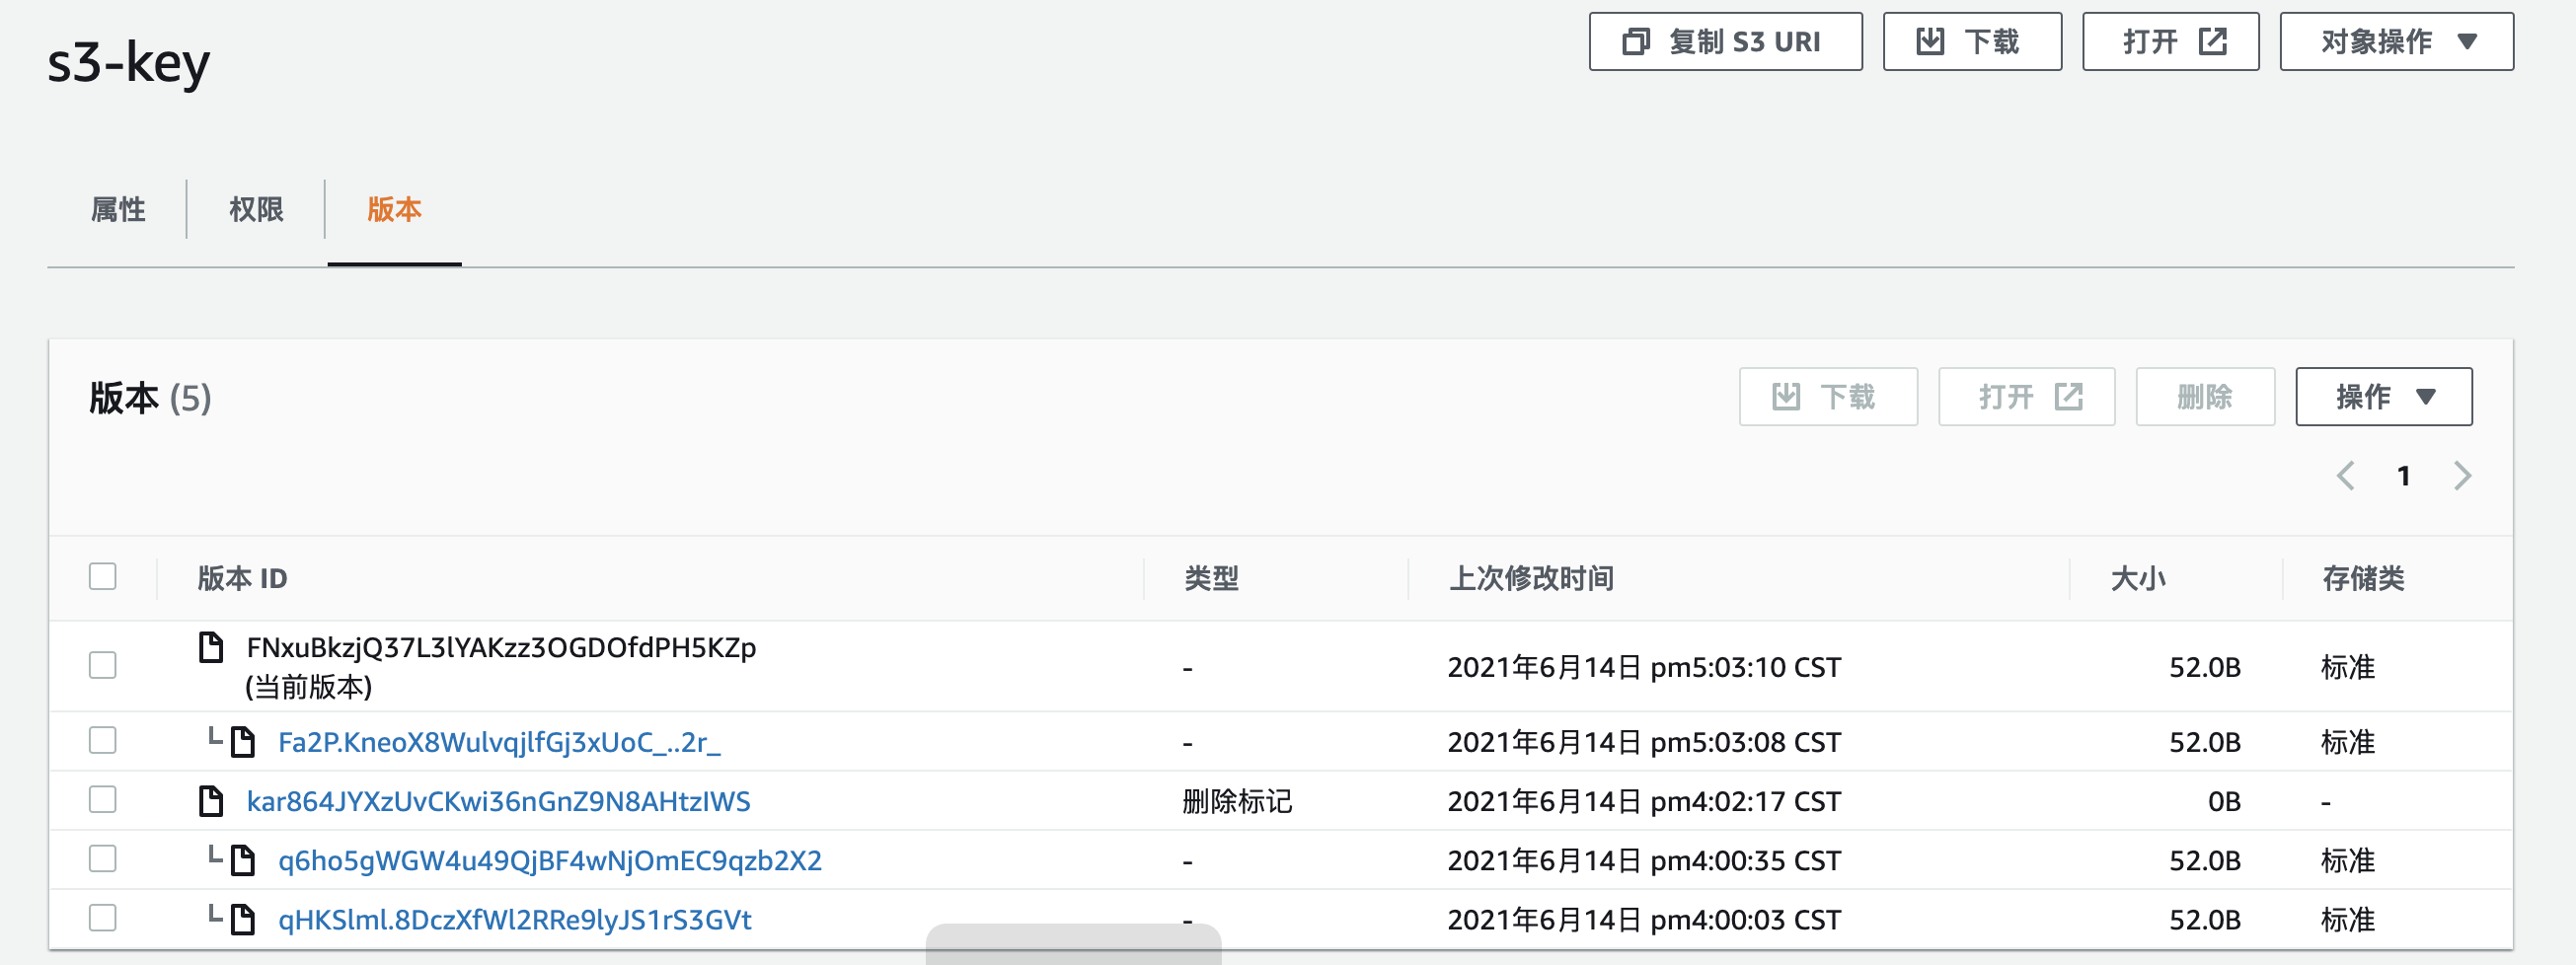 s3-key
复制 S3 URI
下载
打开
对象操作
属性
权限
版本
版本 (5)
下载
打开
删除
操作
1
版本 ID 类型 上次修改时间 大小 存储类
FNxuBkzjQ37L3lYAKzz3OGDOfdPH5KZp
(当前版本)
- 2021年6月14日 pm5:03:10 CST 52.0B 标准
Fa2P.KneoX8WulvqjlfGj3xUoC_..2r_ - 2021年6月14日 pm5:03:08 CST 52.0B 标准
kar864JYXzUvCKwi36nGnZ9N8AHtzIWS 删除标记 2021年6月14日 pm4:02:17 CST 0B -
q6ho5gWGW4u49QjBF4wNjOmEC9qzb2X2 - 2021年6月14日 pm4:00:35 CST 52.0B 标准
qHKSlml.8DczXfWl2RRe9lyJS1rS3GVt - 2021年6月14日 pm4:00:03 CST 52.0B 标准